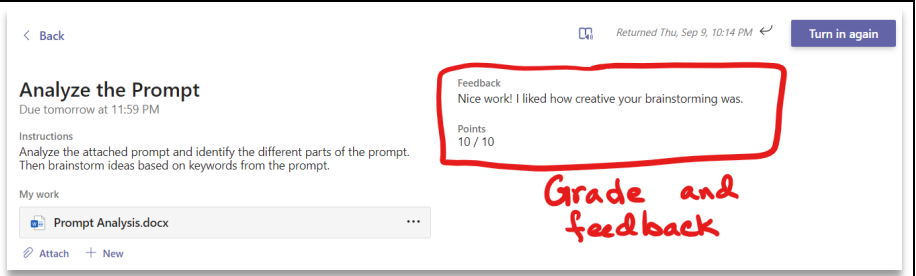 Back
Returned Thu, Sep 9, 10:14 PM
Turn in again
Analyze the Prompt
Due tomorrow at 11:59 PM
Instructions
Analyze the attached prompt and identify the different parts of the prompt.
Then brainstorm ideas based on keywords from the prompt.
My work
Prompt Analysis.docx
Attach
New
Feedback
Nice work! I liked how creative your brainstorming was.
Points
10 / 10
Grade and
feedback